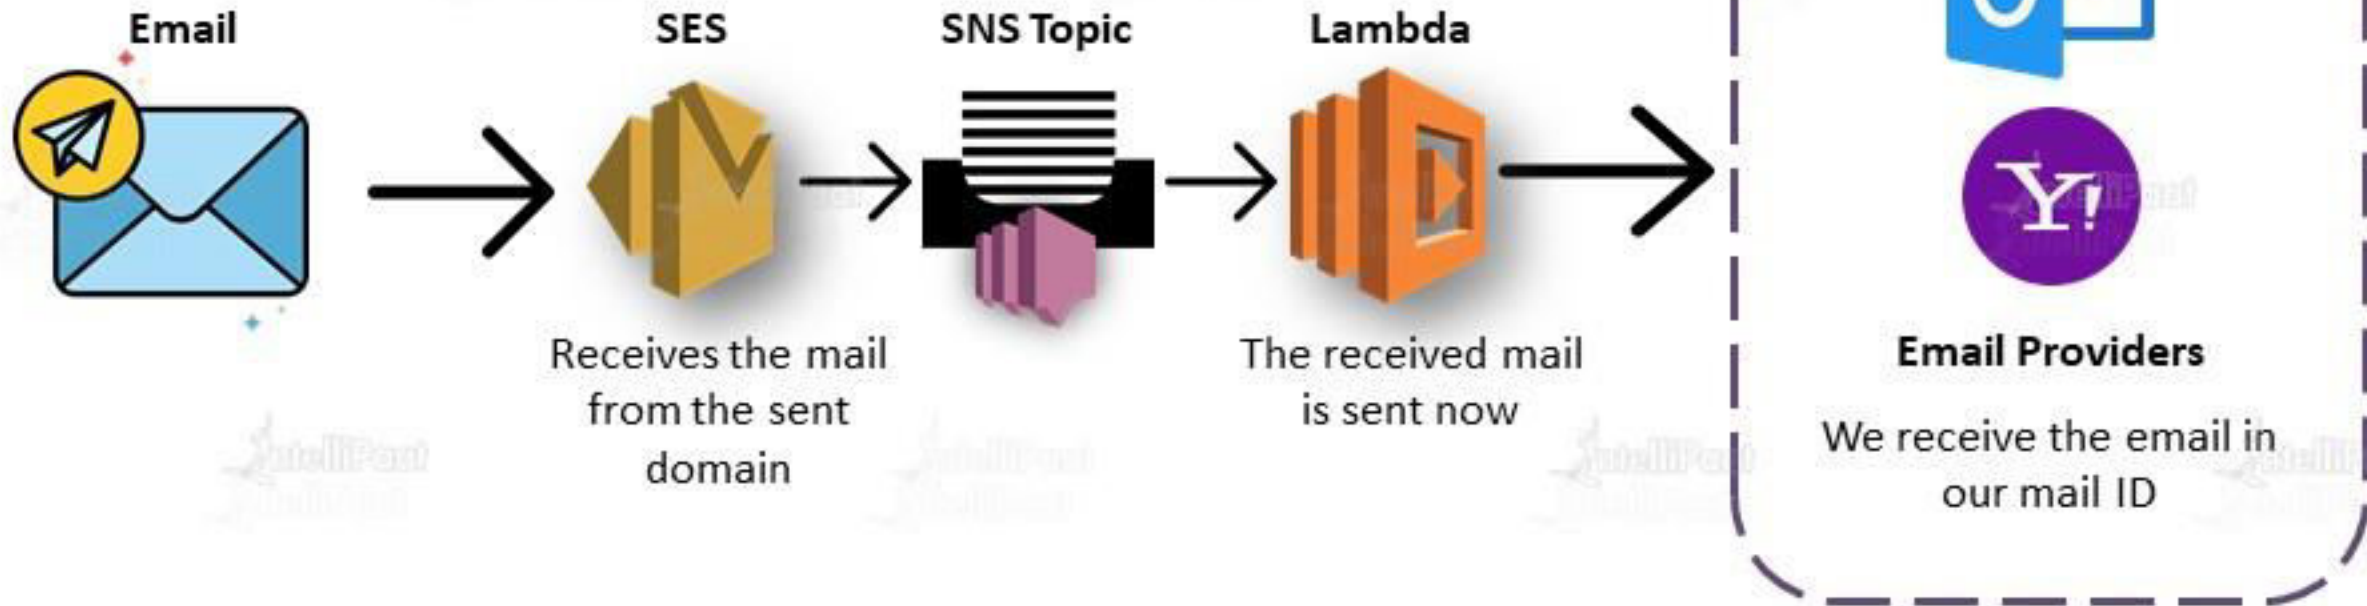 Email
SES
SNS Topic
Lambda
Y!
Receives the mail
from the sent
domain
The received mail
is sent now
Email Providers
We receive the email in
our mail ID